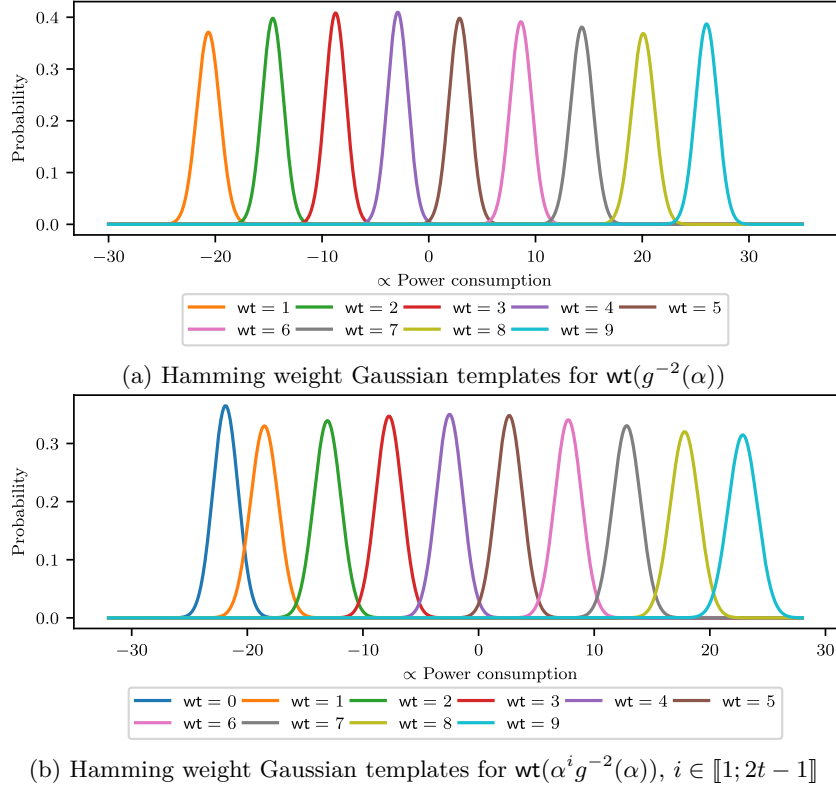 0.4
0.3
0.2
0.1
0.0
Probability
−30 −20 −10 0 10 20 30
∝ Power consumption
wt = 1 wt = 2 wt = 3 wt = 4 wt = 5
wt = 6 wt = 7 wt = 8 wt = 9
(a) Hamming weight Gaussian templates for wt(g⁻²(α))
0.3
0.2
0.1
0.0
Probability
−30 −20 −10 0 10 20 30
∝ Power consumption
wt = 0 wt = 1 wt = 2 wt = 3 wt = 4 wt = 5
wt = 6 wt = 7 wt = 8 wt = 9
(b) Hamming weight Gaussian templates for wt(αⁱg⁻²(α)), i ∈ ⟦1; 2t − 1⟧